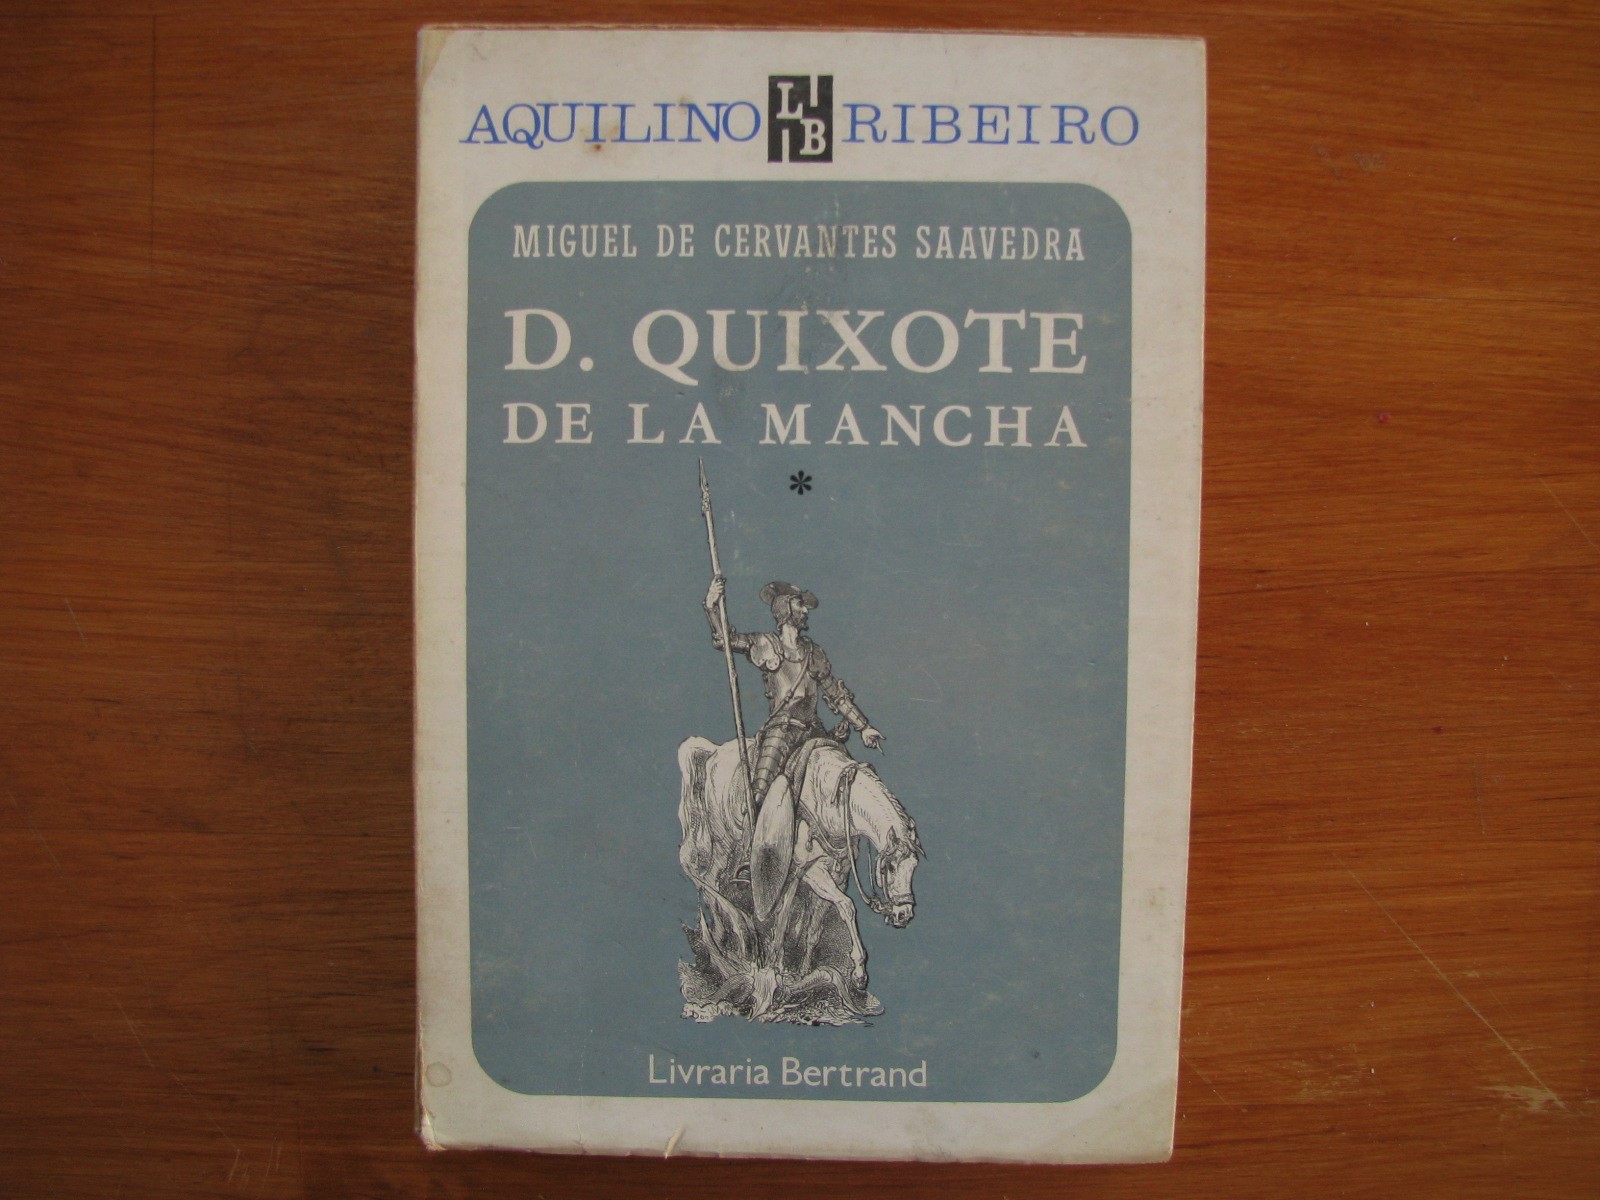 AQUILINO LB RIBEIRO
MIGUEL DE CERVANTES SAAVEDRA
D. QUIXOTE
DE LA MANCHA
*
Livraria Bertrand